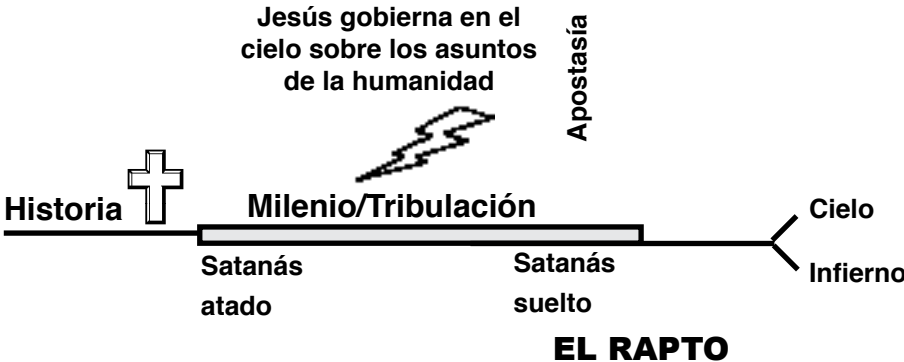 Jesús gobierna en el
cielo sobre los asuntos
de la humanidad
Apostasía
Historia
Milenio/Tribulación
Cielo
Infierno
Satanás
atado
Satanás
suelto
EL RAPTO